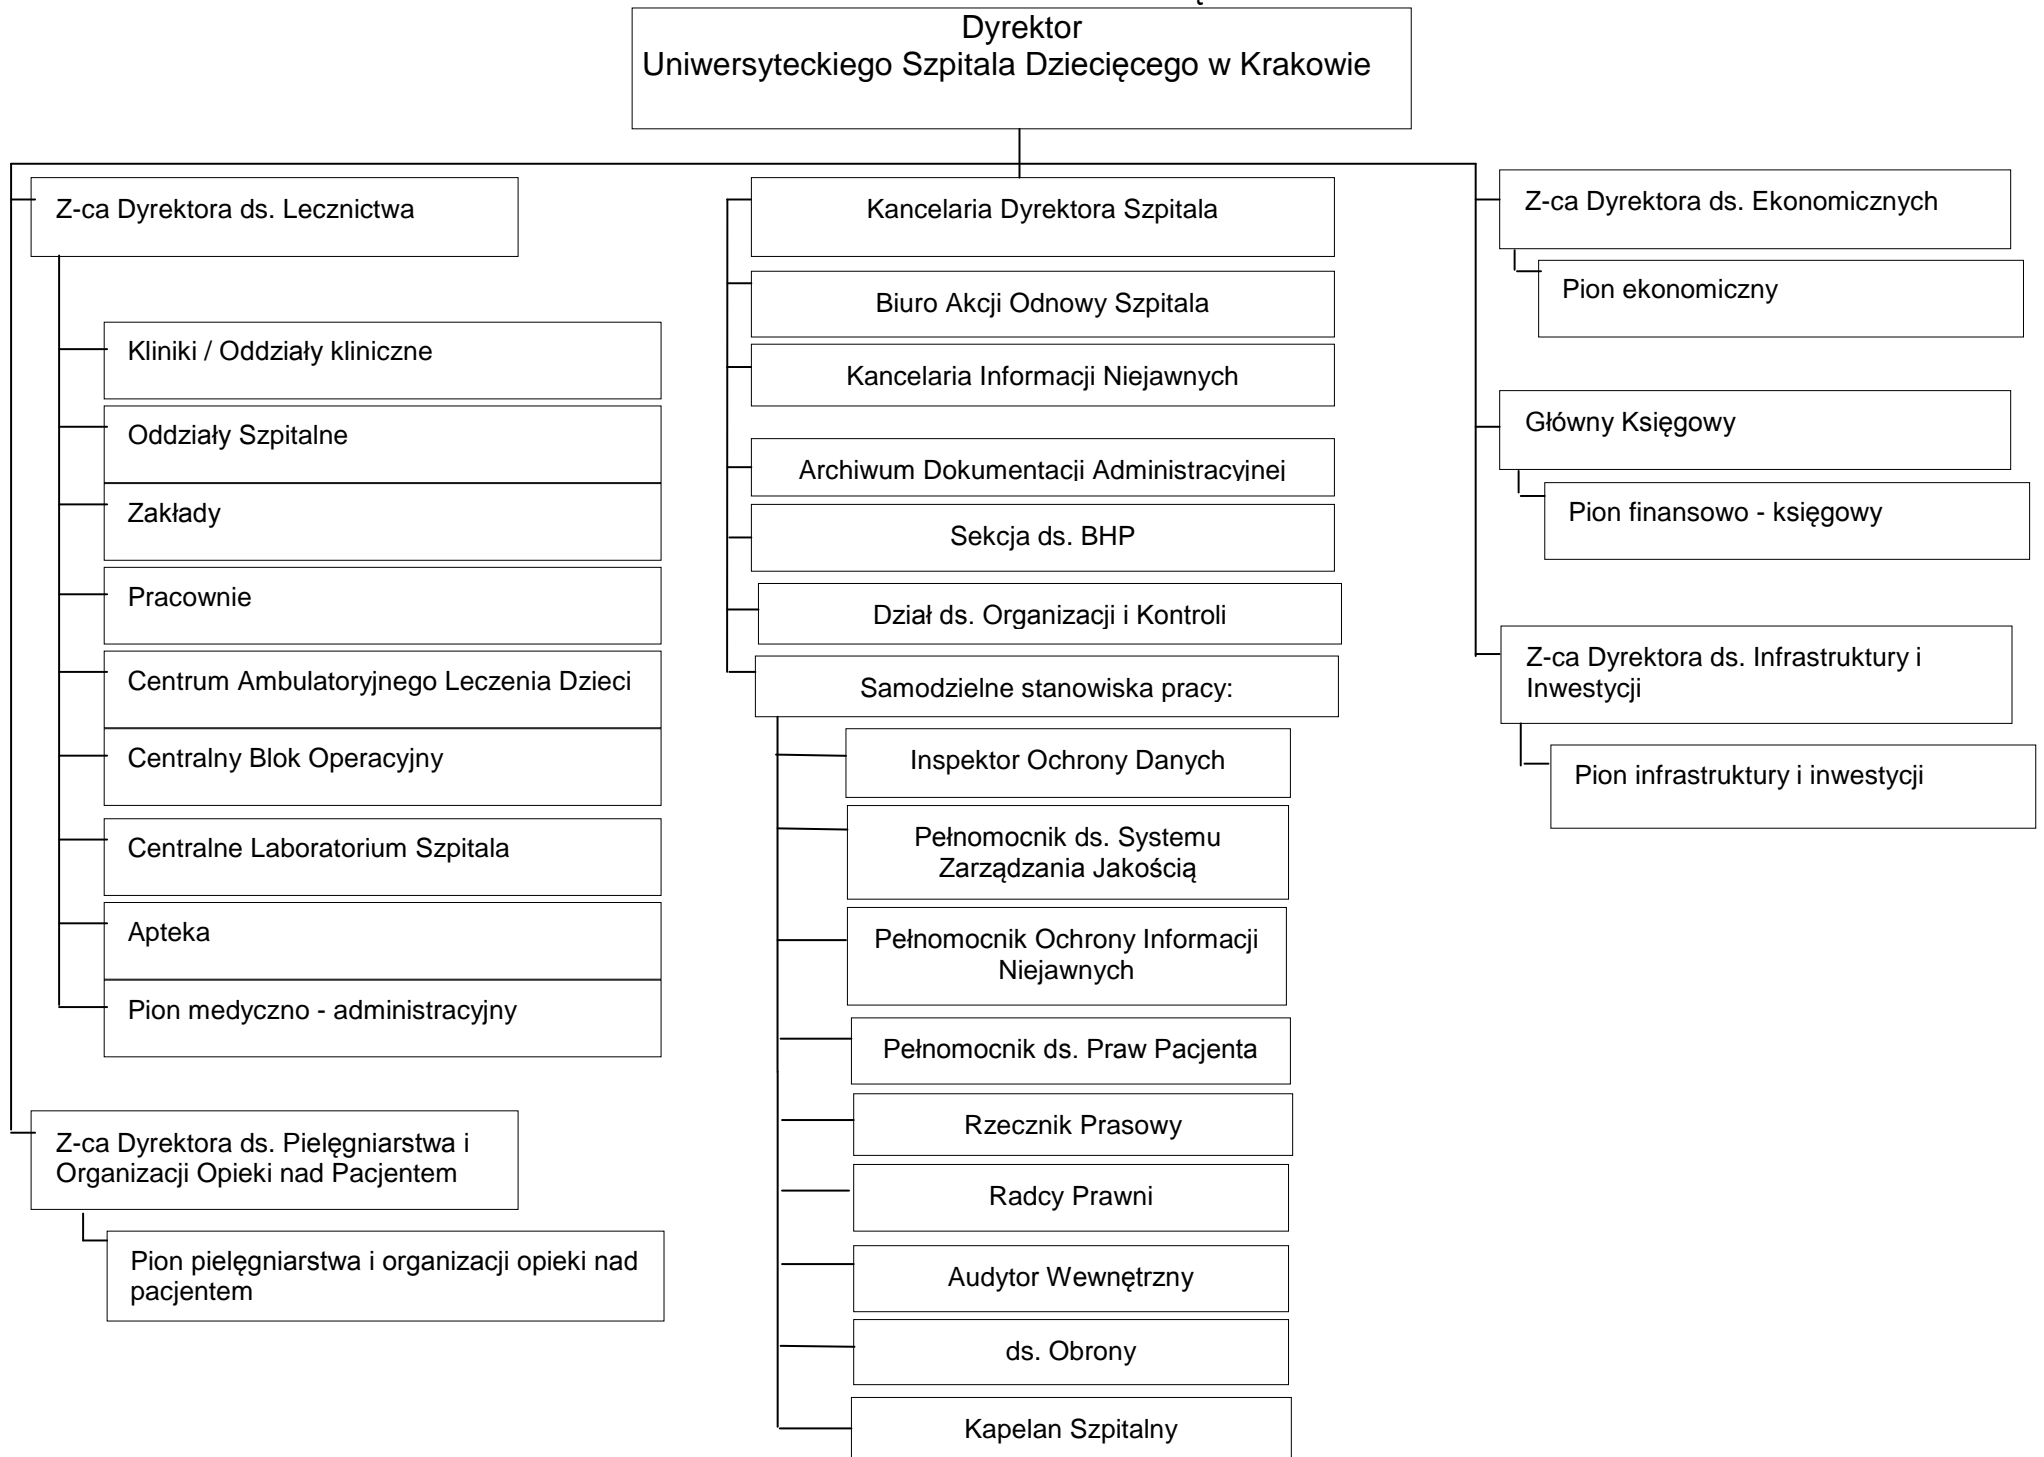 Dyrektor
Uniwersyteckiego Szpitala Dziecięcego w Krakowie
Z-ca Dyrektora ds. Lecznictwa
Kliniki / Oddziały kliniczne
Oddziały Szpitalne
Zakłady
Pracownie
Centrum Ambulatoryjnego Leczenia Dzieci
Centralny Blok Operacyjny
Centralne Laboratorium Szpitala
Apteka
Pion medyczno - administracyjny
Z-ca Dyrektora ds. Pielęgniarstwa i
Organizacji Opieki nad Pacjentem
Pion pielęgniarstwa i organizacji opieki nad
pacjentem
Kancelaria Dyrektora Szpitala
Biuro Akcji Odnowy Szpitala
Kancelaria Informacji Niejawnych
Archiwum Dokumentacji Administracyjnej
Sekcja ds. BHP
Dział ds. Organizacji i Kontroli
Samodzielne stanowiska pracy:
Inspektor Ochrony Danych
Pełnomocnik ds. Systemu
Zarządzania Jakością
Pełnomocnik Ochrony Informacji
Niejawnych
Pełnomocnik ds. Praw Pacjenta
Rzecznik Prasowy
Radcy Prawni
Audytor Wewnętrzny
ds. Obrony
Kapelan Szpitalny
Z-ca Dyrektora ds. Ekonomicznych
Pion ekonomiczny
Główny Księgowy
Pion finansowo - księgowy
Z-ca Dyrektora ds. Infrastruktury i
Inwestycji
Pion infrastruktury i inwestycji